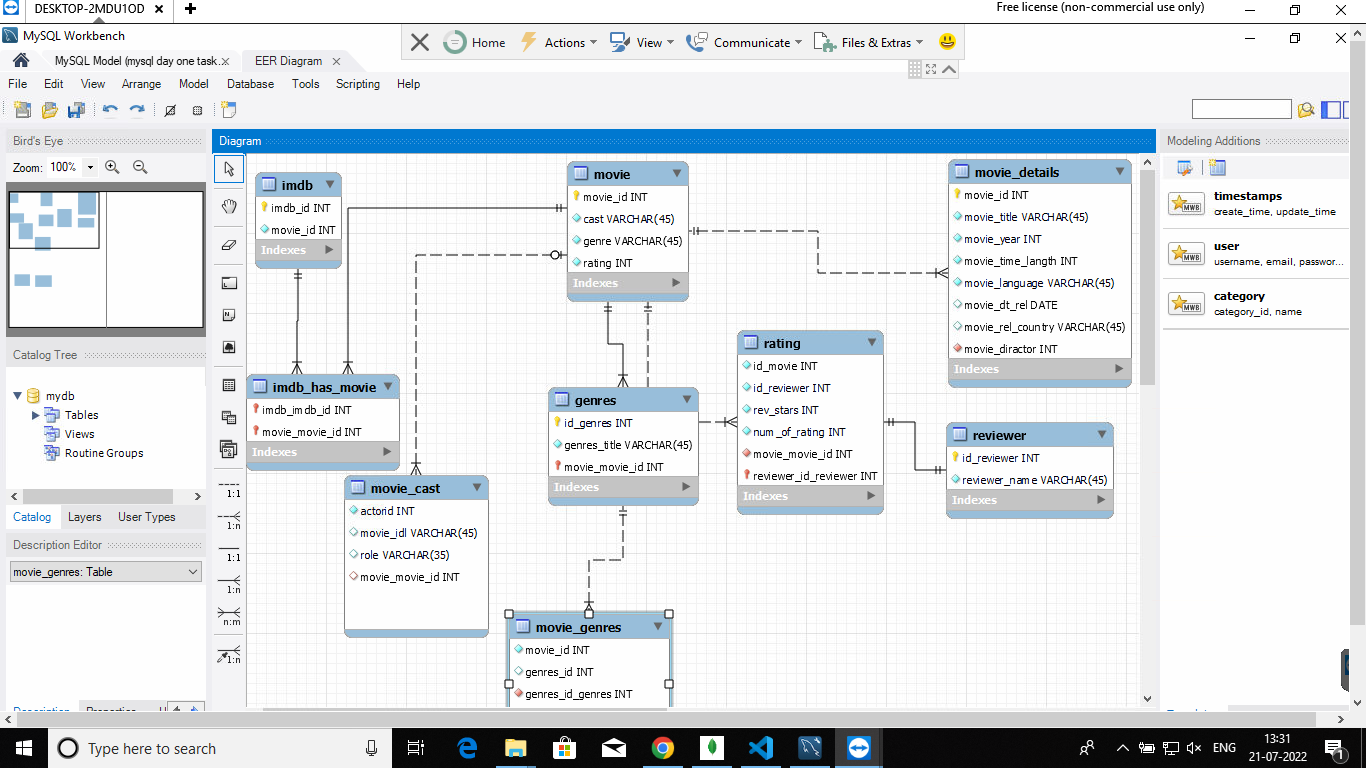 DESKTOP-2MDU1OD
Free license (non-commercial use only)
MySQL Workbench
Home
Actions
View
Communicate
Files & Extras
MySQL Model (mysql day one task...
EER Diagram
File Edit View Arrange Model Database Tools Scripting Help
Bird's Eye
Zoom: 100%
Catalog Tree
mydb
Tables
Views
Routine Groups
Catalog Layers User Types
Description Editor
movie_genres: Table
Diagram
1:1
1:n
1:1
1:n
n:m
1:n
imdb
imdb_id INT
movie_id INT
Indexes
movie
movie_id INT
cast VARCHAR(45)
genre VARCHAR(45)
rating INT
Indexes
movie_details
movie_id INT
movie_title VARCHAR(45)
movie_year INT
movie_time_langth INT
movie_language VARCHAR(45)
movie_dt_rel DATE
movie_rel_country VARCHAR(45)
movie_diractor INT
Indexes
imdb_has_movie
imdb_imdb_id INT
movie_movie_id INT
Indexes
genres
id_genres INT
genres_title VARCHAR(45)
movie_movie_id INT
Indexes
rating
id_movie INT
id_reviewer INT
rev_stars INT
num_of_rating INT
movie_movie_id INT
reviewer_id_reviewer INT
Indexes
reviewer
id_reviewer INT
reviewer_name VARCHAR(45)
Indexes
movie_cast
actorid INT
movie_idl VARCHAR(45)
role VARCHAR(35)
movie_movie_id INT
movie_genres
movie_id INT
genres_id INT
genres_id_genres INT
Modeling Additions
MWB
timestamps
create_time, update_time
MWB
user
username, email, passwor...
MWB
category
category_id, name
Type here to search
ENG
13:31
21-07-2022
1